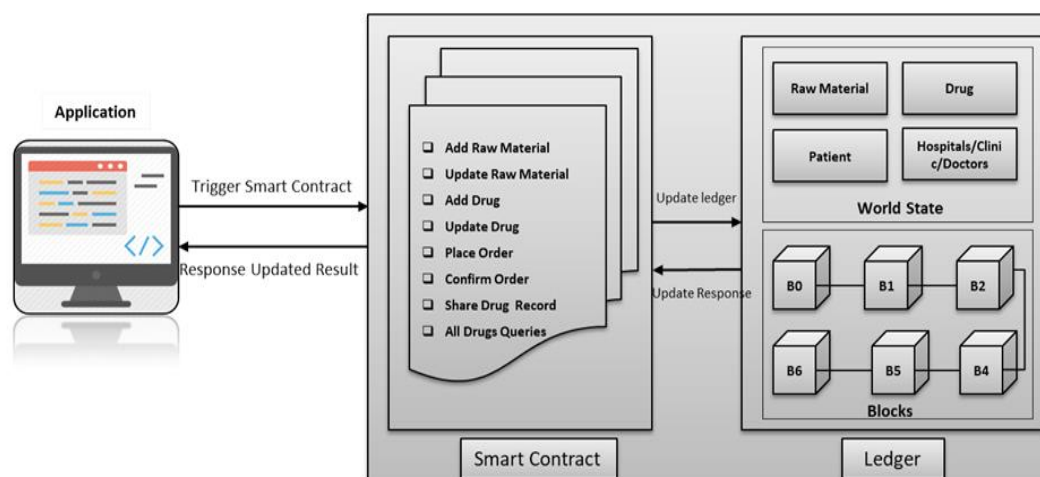 Application
</>
Trigger Smart Contract
Response Updated Result
Add Raw Material
Update Raw Material
Add Drug
Update Drug
Place Order
Confirm Order
Share Drug Record
All Drugs Queries
Smart Contract
Update ledger
Update Response
Raw Material
Drug
Patient
Hospitals/Clini
c/Doctors
World State
B0
B1
B2
B6
B5
B4
Blocks
Ledger